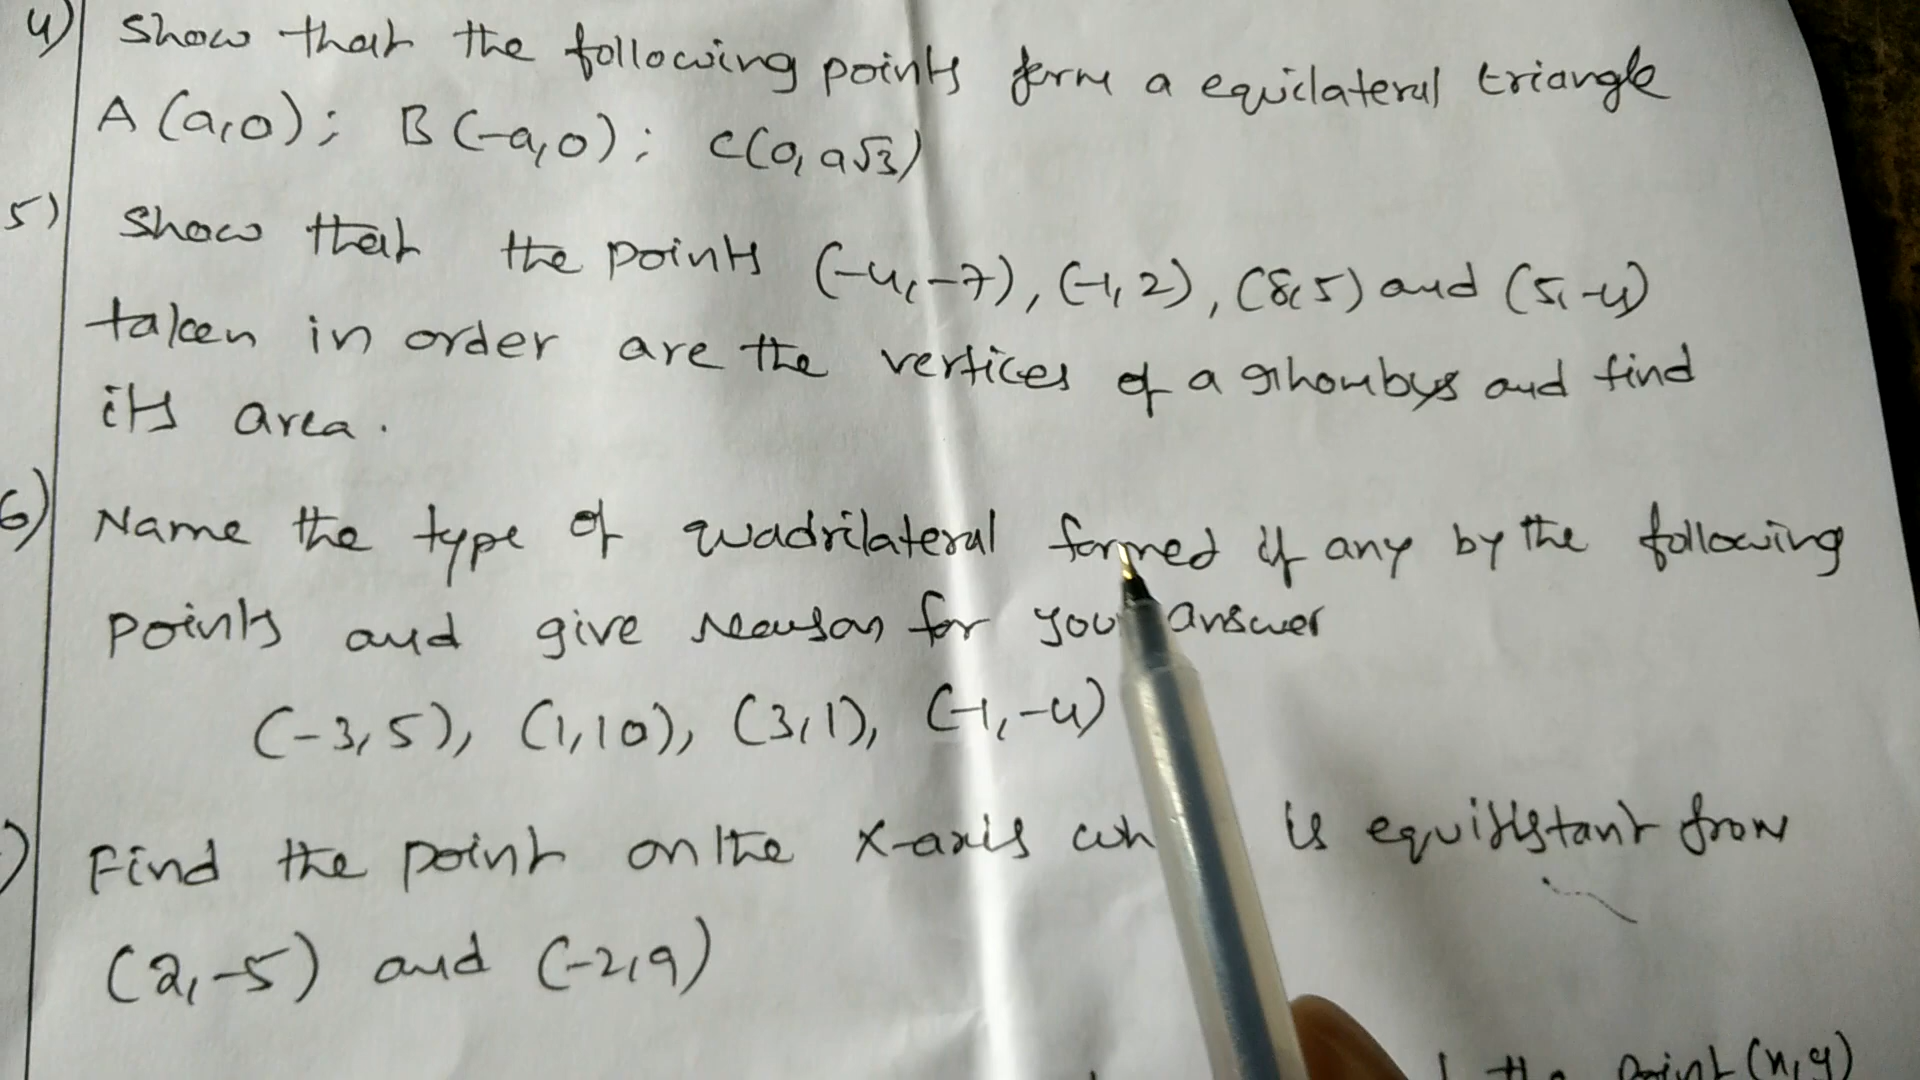 4) Show that the following points form a equilateral triangle
A (a,0); B (-a,0); C(0, a√3)
5) Show that the points (-4,-7), (-1,2), (8,5) and (5,-4)
taken in order are the vertices of a rhombus and find
its area.
6) Name the type of quadrilateral formed if any by the following
points and give reason for your answer
(-3,5), (1,10), (3,1), (-1,-4)
) Find the point on the x-axis wh is equidistant from
(2,-5) and (-2,9)
the point (x,y)